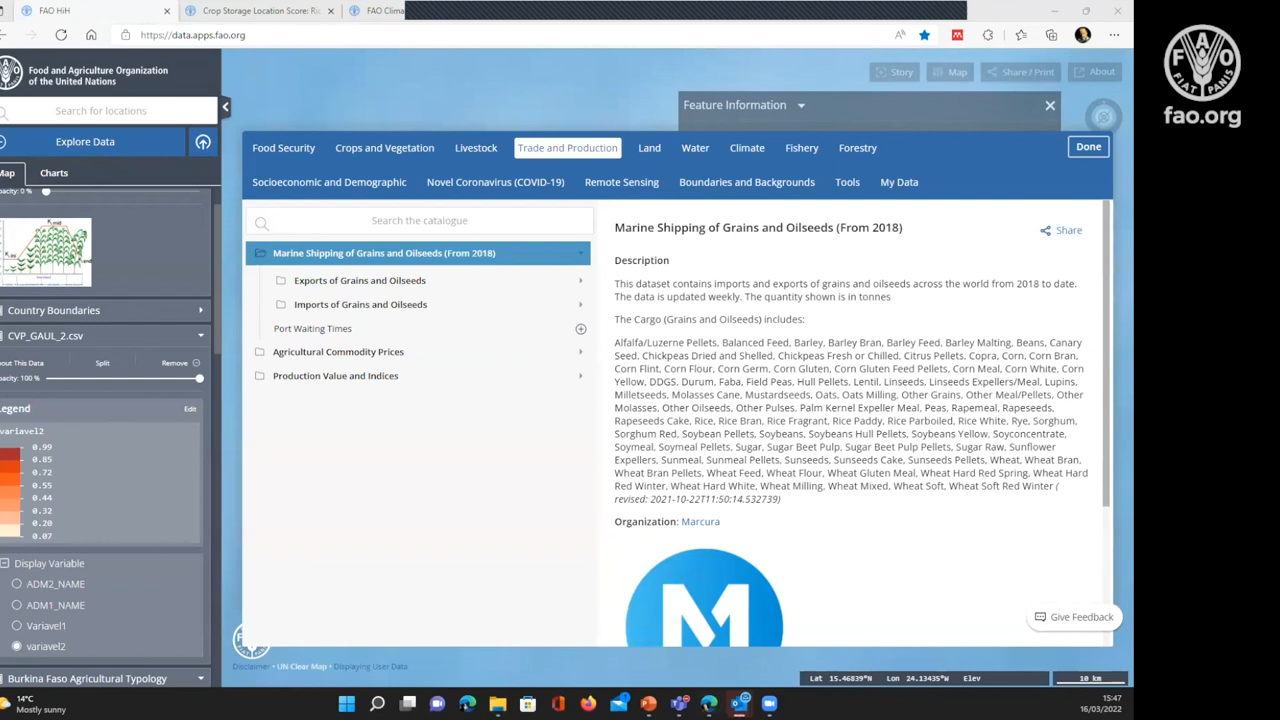 FAO HiH
Crop Storage Location Score: Ri
FAO Clima
https://data.apps.fao.org
Food and Agriculture Organization
of the United Nations
Search for locations
Explore Data
Map
Charts
pacity: 0 %
Country Boundaries
CVP_GAUL_2.csv
bout This Data
Split
Remove
pacity: 100 %
Legend
Edit
variavel2
0.99
0.85
0.72
0.55
0.44
0.32
0.20
0.07
Display Variable
ADM2_NAME
ADM1_NAME
Variavel1
variavel2
Burkina Faso Agricultural Typology
Story
Map
Share / Print
About
Feature Information
Food Security
Crops and Vegetation
Livestock
Trade and Production
Land
Water
Climate
Fishery
Forestry
Done
Socioeconomic and Demographic
Novel Coronavirus (COVID-19)
Remote Sensing
Boundaries and Backgrounds
Tools
My Data
Search the catalogue
Marine Shipping of Grains and Oilseeds (From 2018)
Exports of Grains and Oilseeds
Imports of Grains and Oilseeds
Port Waiting Times
Agricultural Commodity Prices
Production Value and Indices
Marine Shipping of Grains and Oilseeds (From 2018)
Share
Description
This dataset contains imports and exports of grains and oilseeds across the world from 2018 to date.
The data is updated weekly. The quantity shown is in tonnes
The Cargo (Grains and Oilseeds) includes:
Alfalfa/Luzerne Pellets, Balanced Feed, Barley, Barley Bran, Barley Feed, Barley Malting, Beans, Canary
Seed, Chickpeas Dried and Shelled, Chickpeas Fresh or Chilled, Citrus Pellets, Copra, Corn, Corn Bran,
Corn Flint, Corn Flour, Corn Germ, Corn Gluten, Corn Gluten Feed Pellets, Corn Meal, Corn White, Corn
Yellow, DDGS, Durum, Faba, Field Peas, Hull Pellets, Lentil, Linseeds, Linseeds Expellers/Meal, Lupins,
Milletseeds, Molasses Cane, Mustardseeds, Oats, Oats Milling, Other Grains, Other Meal/Pellets, Other
Molasses, Other Oilseeds, Other Pulses, Palm Kernel Expeller Meal, Peas, Rapemeal, Rapeseeds,
Rapeseeds Cake, Rice, Rice Bran, Rice Fragrant, Rice Paddy, Rice Parboiled, Rice White, Rye, Sorghum,
Sorghum Red, Soybean Pellets, Soybeans, Soybeans Hull Pellets, Soybeans Yellow, Soyconcentrate,
Soymeal, Soymeal Pellets, Sugar, Sugar Beet Pulp, Sugar Beet Pulp Pellets, Sugar Raw, Sunflower
Expellers, Sunmeal, Sunmeal Pellets, Sunseeds, Sunseeds Cake, Sunseeds Pellets, Wheat, Wheat Bran,
Wheat Bran Pellets, Wheat Feed, Wheat Flour, Wheat Gluten Meal, Wheat Hard Red Spring, Wheat Hard
Red Winter, Wheat Hard White, Wheat Milling, Wheat Mixed, Wheat Soft, Wheat Soft Red Winter (
revised: 2021-10-22T11:50:14.532739)
Organization: Marcura
M
Give Feedback
Disclaimer - UN Clear Map - Displaying User Data
Lat 15.46839°N Lon 24.13435°W Elev
10 km
14°C
Mostly sunny
15:47
16/03/2022
FAO
FIAT PANIS
fao.org